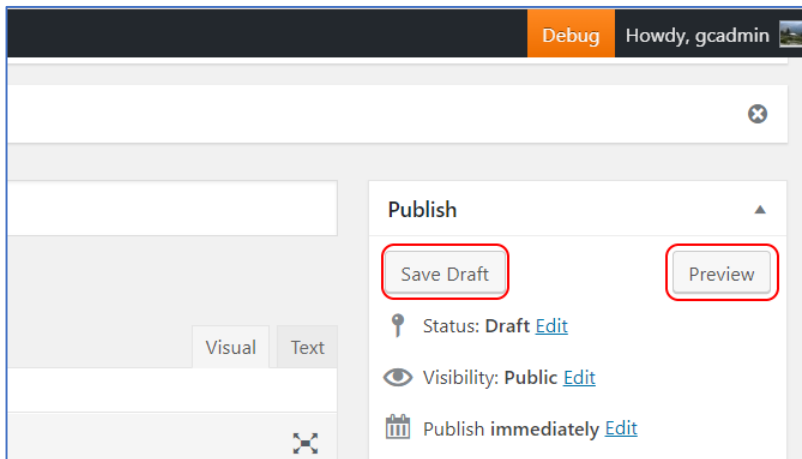 Debug Howdy, gcadmin
Publish
Save Draft Preview
Status: Draft Edit
Visual Text
Visibility: Public Edit
Publish immediately Edit